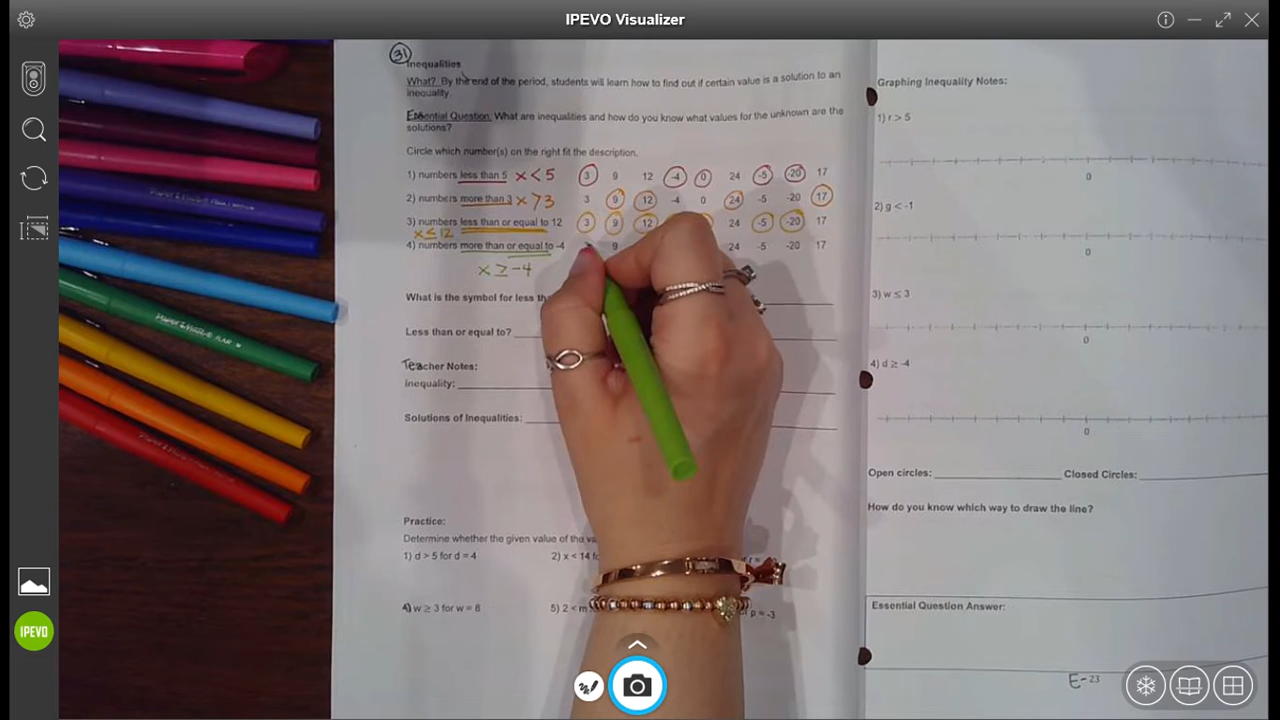 IPEVO Visualizer
31
Inequalities
What? By the end of the period, students will learn how to find out if certain value is a solution to an
inequality.
Essential Question: What are inequalities and how do you know what values for the unknown are the
solutions?
Circle which number(s) on the right fit the description.
1) numbers less than 5 x < 5 3 9 12 -4 0 24 -5 -20 17
2) numbers more than 3 x > 3 3 9 12 -4 0 24 -5 -20 17
3) numbers less than or equal to 12 3 9 12 24 -5 -20 17
x ≤ 12
4) numbers more than or equal to -4 9 24 -5 -20 17
x ≥ -4
What is the symbol for less
Less than or equal to?
Teacher Notes:
Inequality:
Solutions of Inequalities:
Practice:
Determine whether the given value of the
1) d > 5 for d = 4 2) x < 14
4) w ≥ 3 for w = 6 5) 2 < m = -3
Graphing Inequality Notes:
1) r > 5
0
2) g < -1
0
3) w ≤ 3
0
4) d ≥ -4
0
Open circles: Closed Circles:
How do you know which way to draw the line?
Essential Question Answer:
E-23
IPEVO